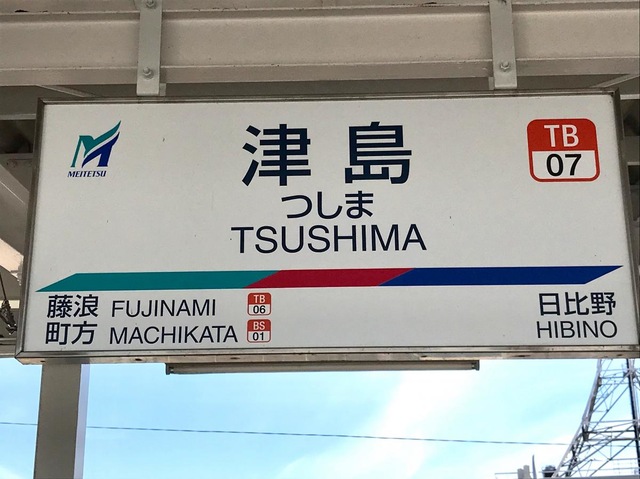 MEITETSU
津島
つしま
TSUSHIMA
TB
07
藤浪 FUJINAMI TB 06
町方 MACHIKATA BS 01
日比野
HIBINO